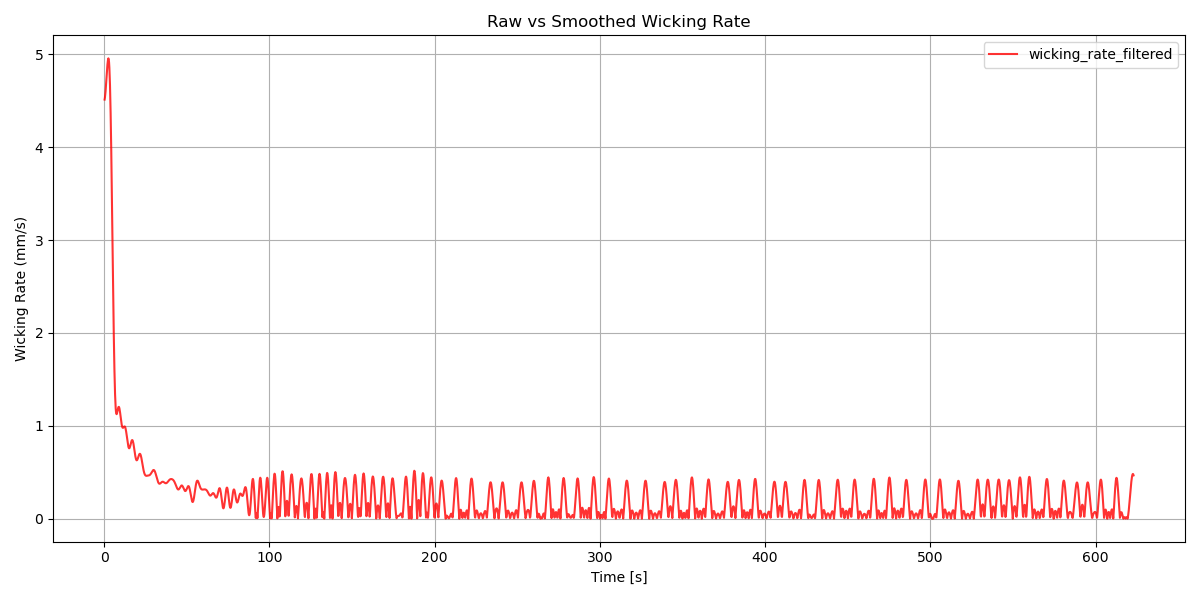 Raw vs Smoothed Wicking Rate
wicking_rate_filtered
Wicking Rate (mm/s)
5
4
3
2
1
0
0 100 200 300 400 500 600
Time [s]